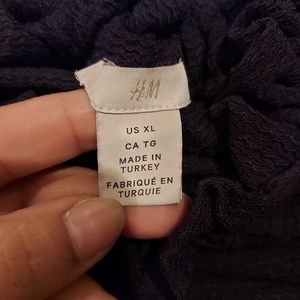 H&M
US XL
CA TG
MADE IN
TURKEY
FABRIQUÉ EN
TURQUIE